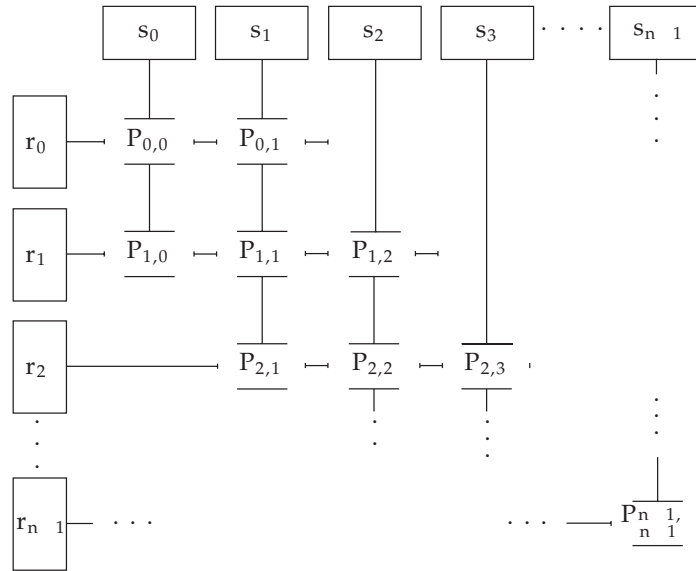 s0 s1 s2 s3 · · · · sn 1
r0 P0,0 P0,1
r1 P1,0 P1,1 P1,2
r2 P2,1 P2,2 P2,3
rn 1 · · · · · · Pn 1, n 1